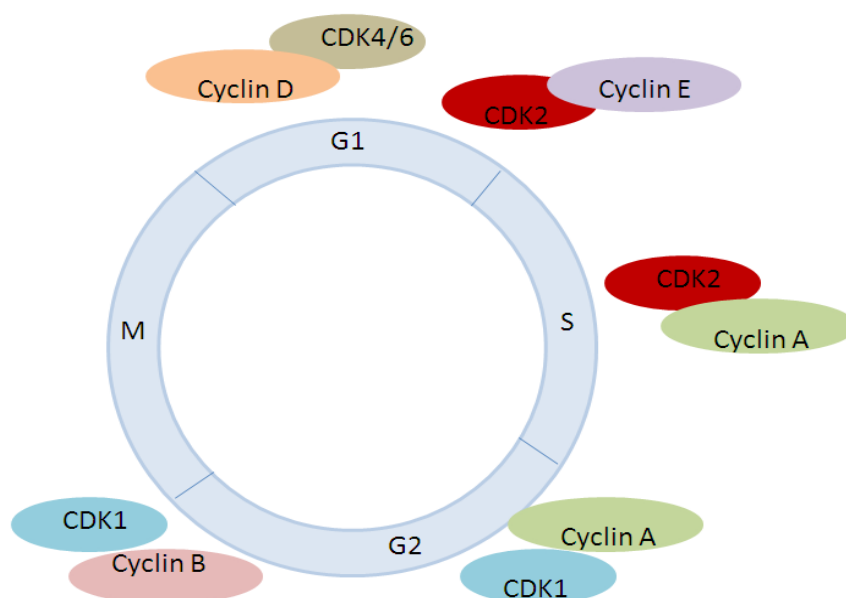 CDK4/6
Cyclin D
Cyclin E
CDK2
G1
CDK2
Cyclin A
S
M
CDK1
Cyclin B
G2
Cyclin A
CDK1